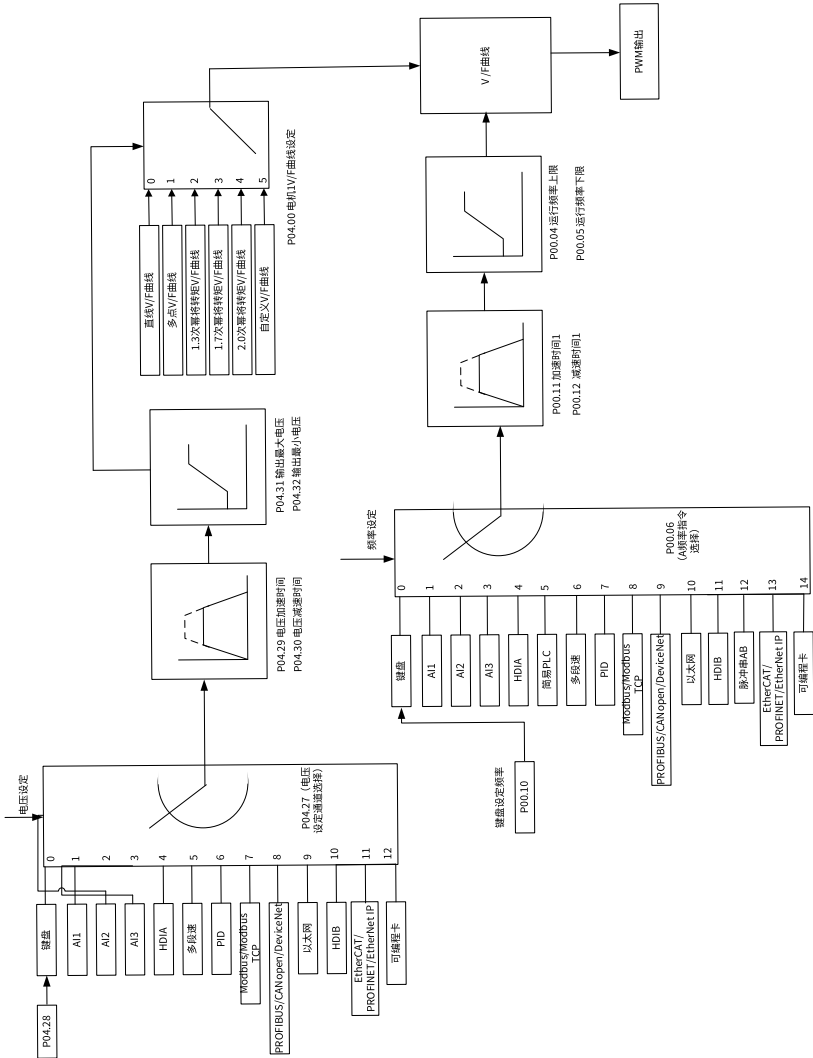 电压设定
P04.27（电压
设定通道选择）
0
1
2
3
4
5
6
7
8
9
10
11
12
键盘
AI1
AI2
AI3
HDIA
多段速
PID
Modbus/Modbus
TCP
PROFIBUS/CANopen/DeviceNet
以太网
HDIB
EtherCAT/
PROFINET/EtherNet IP
可编程卡
P04.28
P04.29 电压加速时间
P04.30 电压减速时间
P04.31 输出最大电压
P04.32 输出最小电压
直线V/F曲线
多点V/F曲线
1.3次幂将转矩V/F曲线
1.7次幂将转矩V/F曲线
2.0次幂将转矩V/F曲线
自定义V/F曲线
0
1
2
3
4
5
P04.00 电机1V/F曲线设定
频率设定
P00.06
（A频率指令
选择）
0
1
2
3
4
5
6
7
8
9
10
11
12
13
14
键盘
AI1
AI2
AI3
HDIA
简易PLC
多段速
PID
Modbus/Modbus
TCP
PROFIBUS/CANopen/DeviceNet
以太网
HDIB
脉冲串AB
EtherCAT/
PROFINET/EtherNet IP
可编程卡
键盘设定频率
P00.10
P00.11 加速时间1
P00.12 减速时间1
P00.04 运行频率上限
P00.05 运行频率下限
V /F曲线
PWM输出